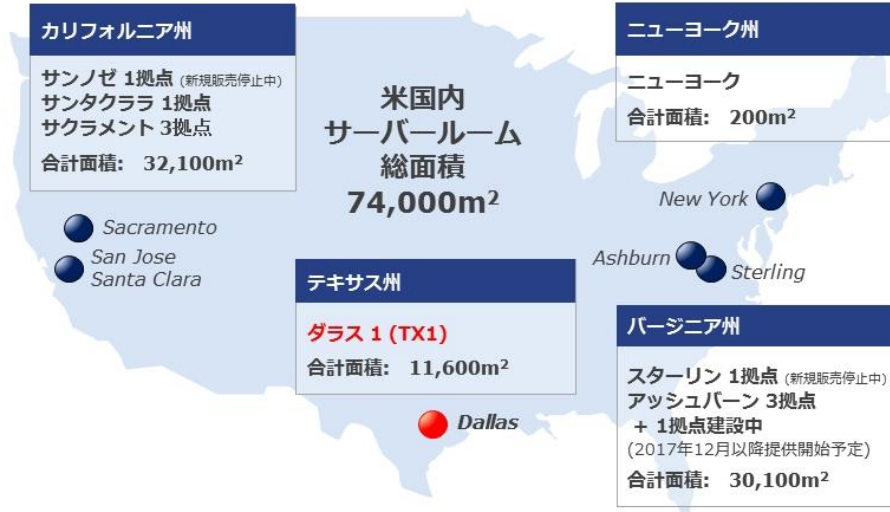 カリフォルニア州
サンノゼ 1拠点 (新規販売停止中)
サンタクララ 1拠点
サクラメント 3拠点
合計面積: 32,100m²
米国内
サーバールーム
総面積
74,000m²
ニューヨーク州
ニューヨーク
合計面積: 200m²
New York
Sacramento
San Jose
Santa Clara
Ashburn
Sterling
テキサス州
ダラス 1 (TX1)
合計面積: 11,600m²
Dallas
バージニア州
スターリン 1拠点 (新規販売停止中)
アッシュバーン 3拠点
+ 1拠点建設中
(2017年12月以降提供開始予定)
合計面積: 30,100m²